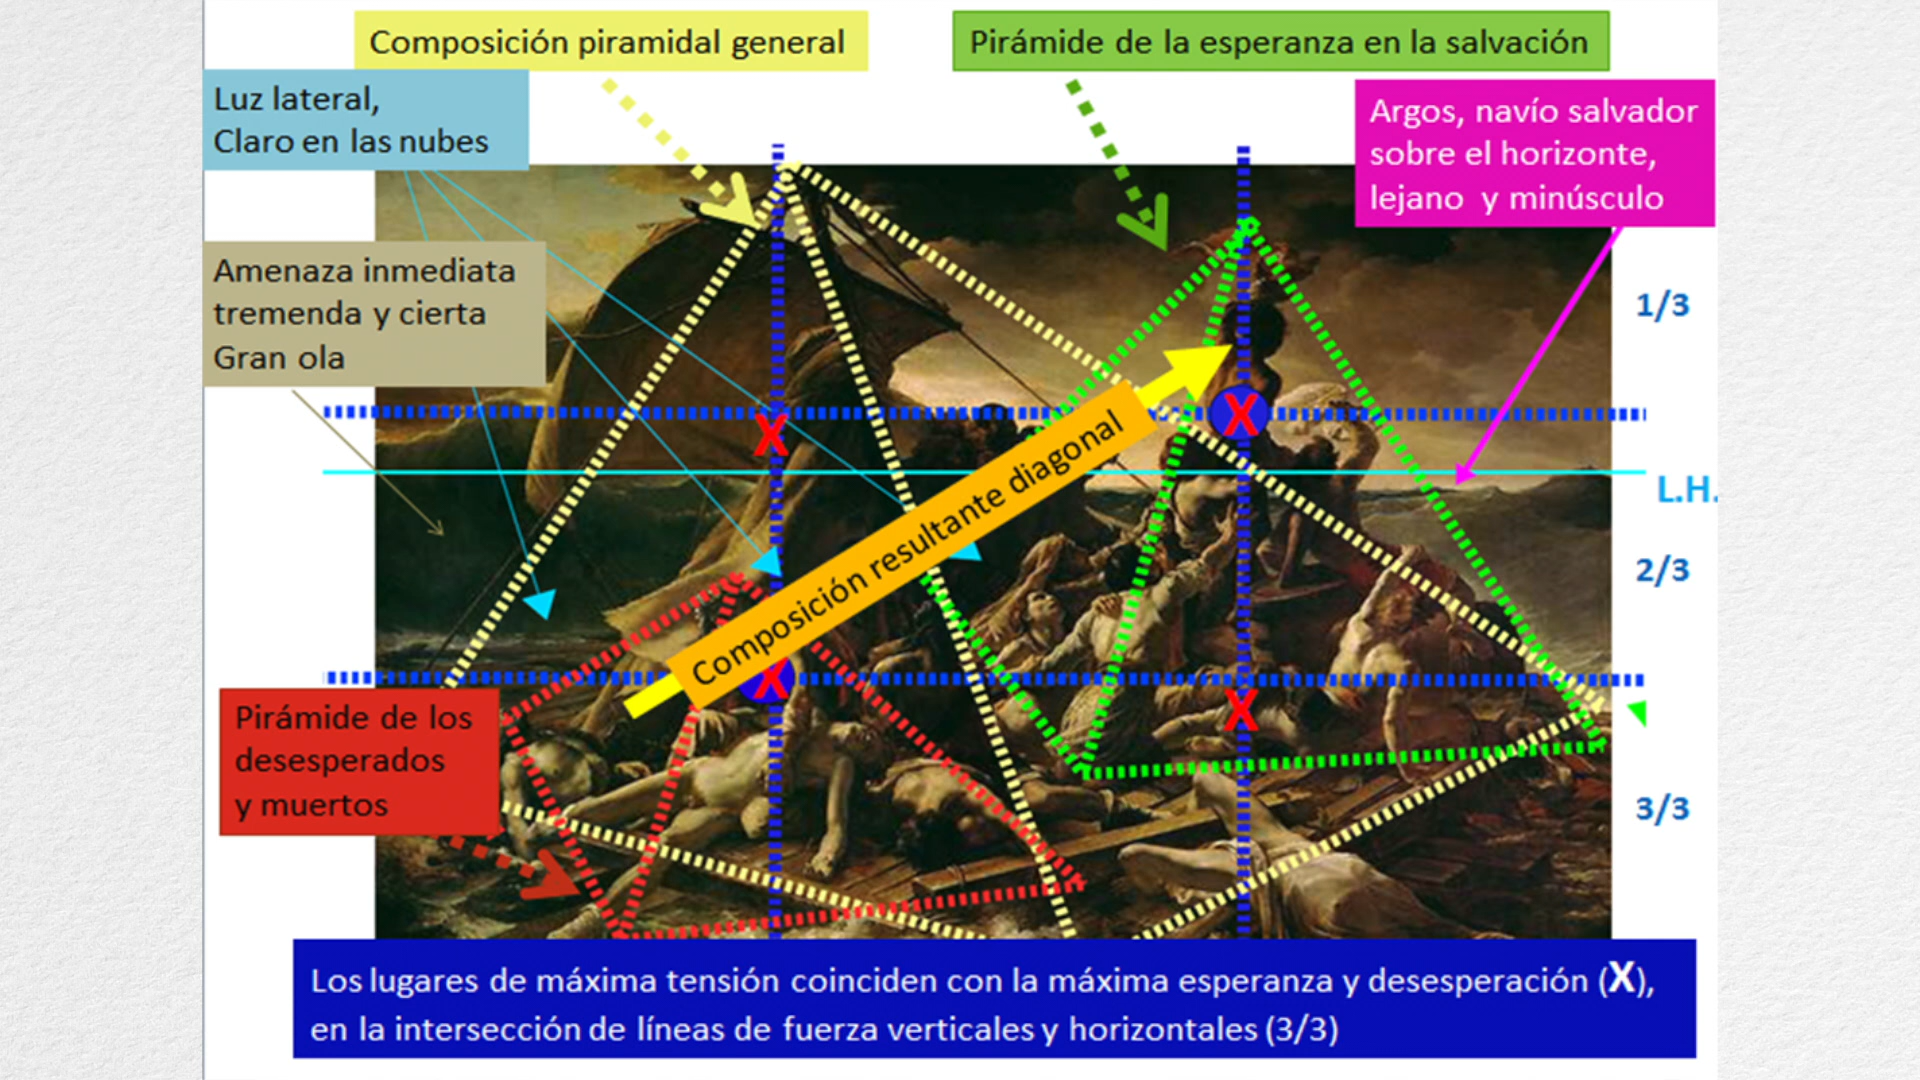 Composición piramidal general
Pirámide de la esperanza en la salvación
Luz lateral,
Claro en las nubes
Argos, navío salvador
sobre el horizonte,
lejano y minúsculo
Amenaza inmediata
tremenda y cierta
Gran ola
1/3
X
X
Composición resultante diagonal
L.H.
2/3
X
X
Pirámide de los
desesperados
y muertos
3/3
Los lugares de máxima tensión coinciden con la máxima esperanza y desesperación (X),
en la intersección de líneas de fuerza verticales y horizontales (3/3)